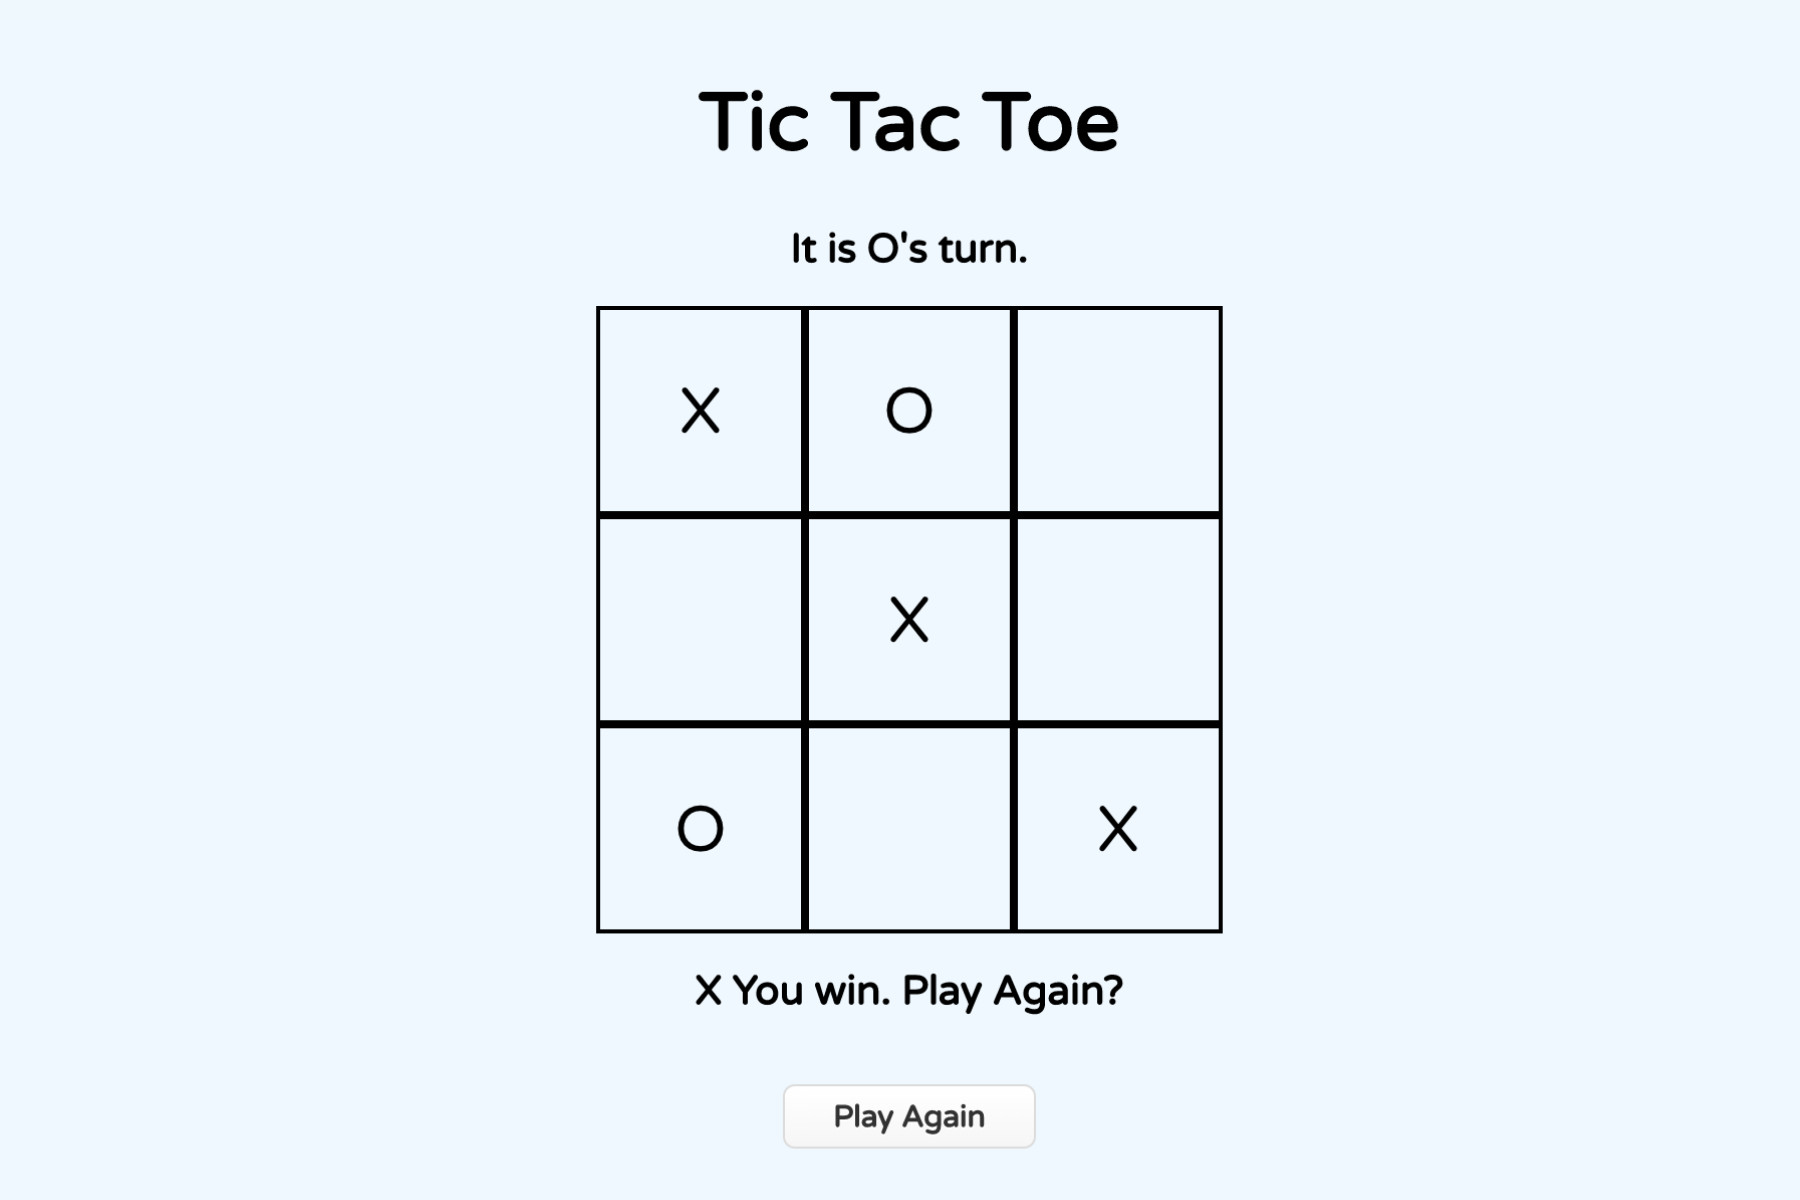 Tic Tac Toe
It is O's turn.
X O
X
O X
X You win. Play Again?
Play Again